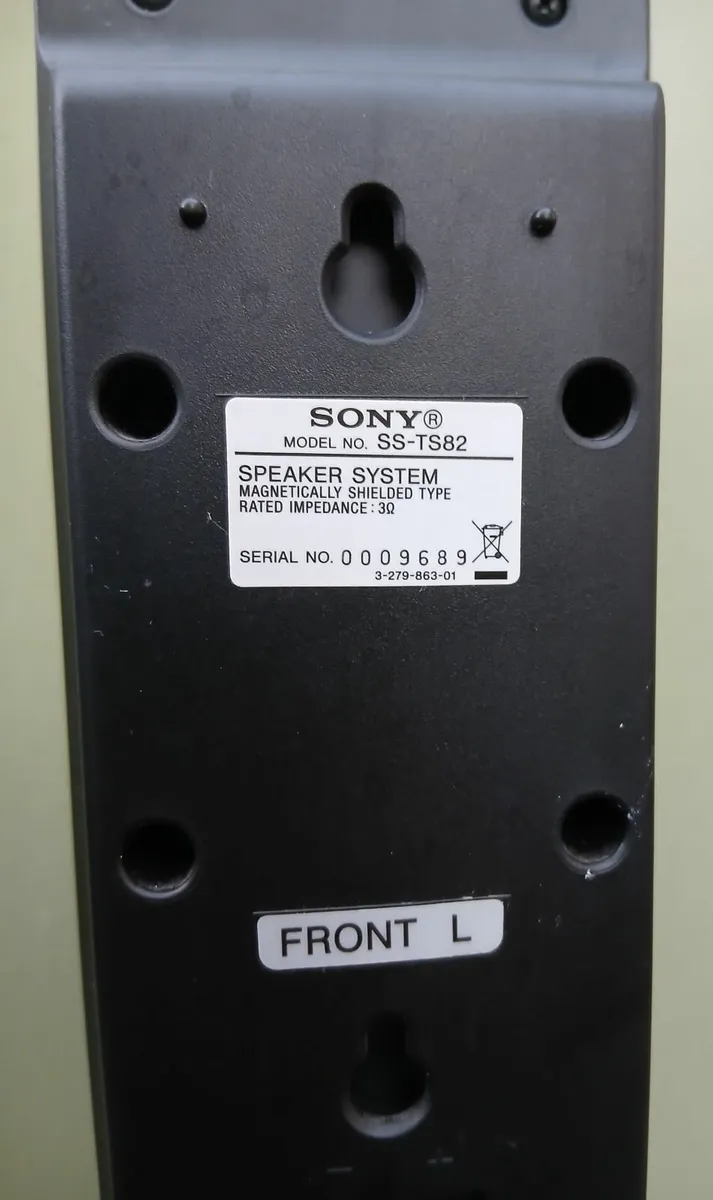 SONY®
MODEL NO. SS-TS82
SPEAKER SYSTEM
MAGNETICALLY SHIELDED TYPE
RATED IMPEDANCE : 3Ω
SERIAL NO. 0009689
3-279-863-01
FRONT L
− +